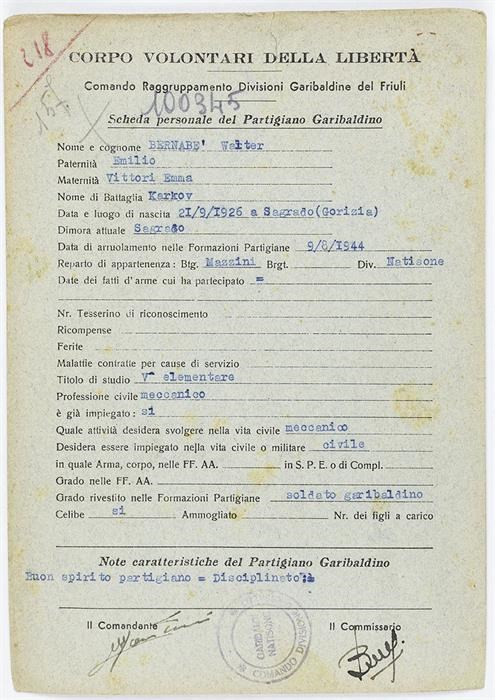 218
CORPO VOLONTARI DELLA LIBERTÀ
Comando Raggruppamento Divisioni Garibaldine del Friuli
100345
Scheda personale del Partigiano Garibaldino
Nome e cognome BERNABE' Walter
Paternità Emilio
Maternità Vittori Emma
Nome di Battaglia Karkov
Data e luogo di nascita 21/9/1926 a Sagrado(Gorizia)
Dimora attuale Sagrado
Data di arruolamento nelle Formazioni Partigiane 9/8/1944
Reparto di appartenenza : Btg. Mazzini Brgt. Div. Natisone
Date dei fatti d'arme cui ha partecipato =
Nr. Tesserino di riconoscimento
Ricompense
Ferite
Malattie contratte per cause di servizio
Titolo di studio Vª elementare
Professione civile meccanico
è già impiegato : si
Quale attività desidera svolgere nella vita civile meccanico
Desidera essere impiegato nella vita civile o militare civile
in quale Arma, corpo, nelle FF. AA. in S. P. E. o di Compl.
Grado nelle FF. AA.
Grado rivestito nelle Formazioni Partigiane soldato garibaldino
Celibe si Ammogliato Nr. dei figli a carico
Note caratteristiche del Partigiano Garibaldino
Buon spirito partigiano = Disciplinato
Il Comandante Il Commissario
NATISONE
COMANDO DIVISIONE